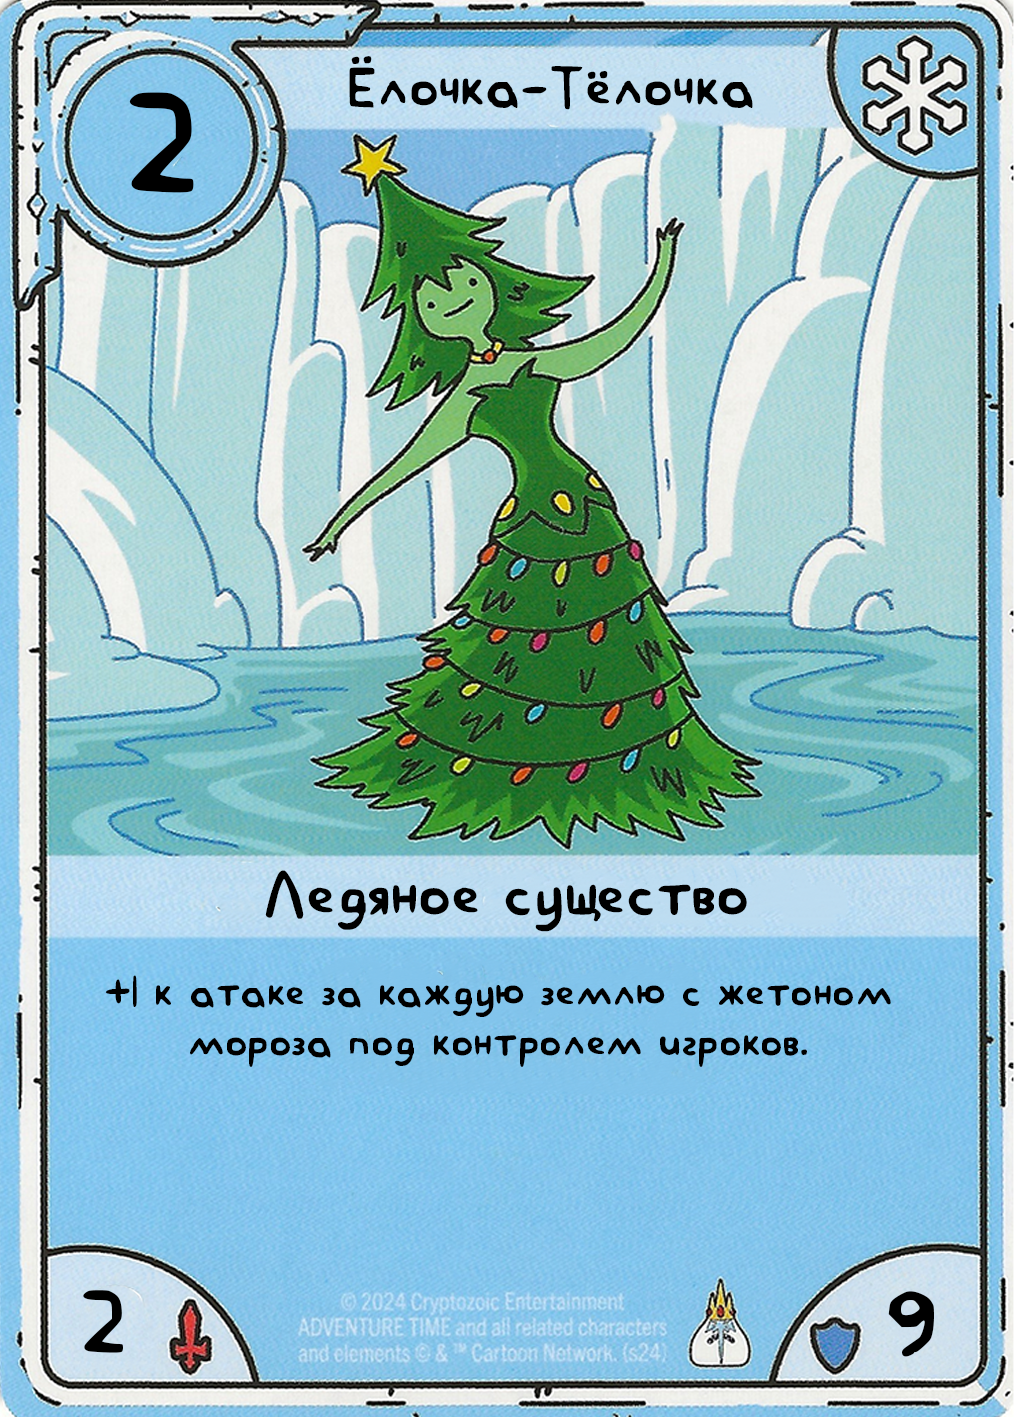 2
Ёлочка-Тёлочка
Ледяное существо
+1 к атаке за каждую землю с жетоном
мороза под контролем игроков.
2
© 2024 Cryptozoic Entertainment
ADVENTURE TIME and all related characters
and elements © & ™ Cartoon Network. (s24)
9